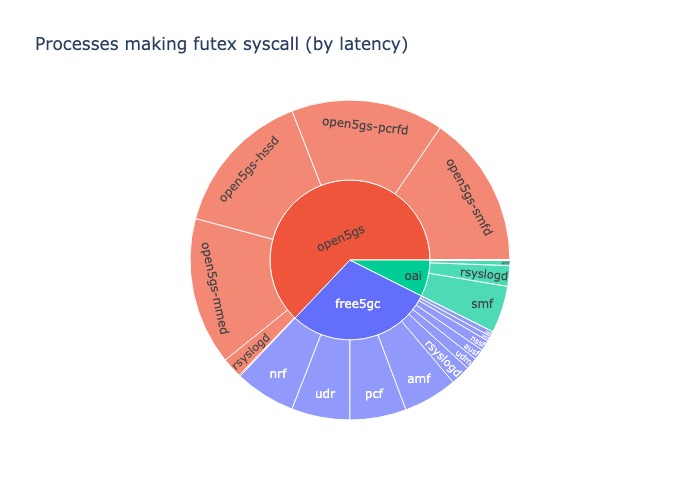 Processes making futex syscall (by latency)
open5gs-pcrfd
open5gs-hssd
open5gs-smfd
open5gs-mmed
rsyslogd
open5gs
oai
free5gc
rsyslogd
smf
nrf
udr
pcf
amf
rsyslogd
udm
ausf
nssf